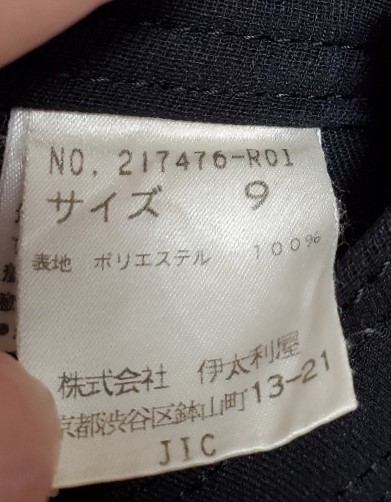 NO. 217476-R01
サイズ 9
表地 ポリエステル 100%
株式会社 伊太利屋
京都渋谷区鉢山町13-21
JIC